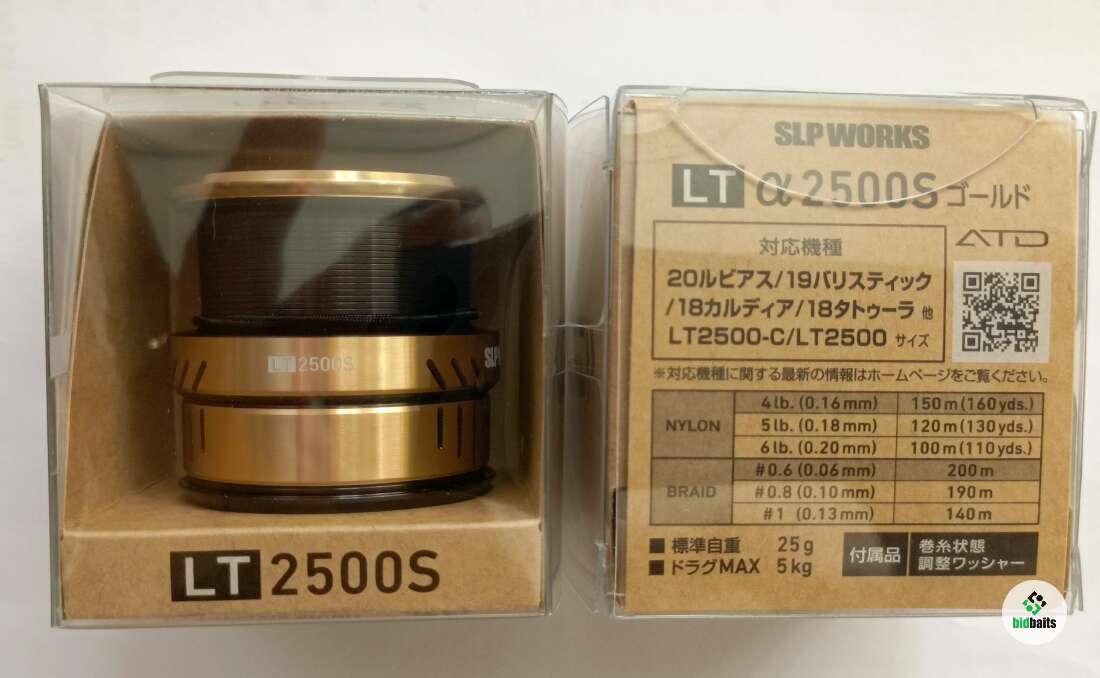 LT 2500S
SLP
LT 2500S
SLP WORKS
LT α 2500S ゴールド
対応機種
ATD
20ルビアス/19バリスティック
/18カルディア/18タトゥーラ 他
LT2500-C/LT2500 サイズ
※対応機種に関する最新の情報はホームページをご覧ください。
NYLON
4lb. (0.16mm) 150m(160yds.)
5lb. (0.18mm) 120m(130yds.)
6lb. (0.20mm) 100m(110yds.)
BRAID
#0.6 (0.06mm) 200m
#0.8 (0.10mm) 190m
#1 (0.13mm) 140m
■ 標準自重 25g
■ ドラグMAX 5kg
付属品
巻糸状態
調整ワッシャー
bidbaits